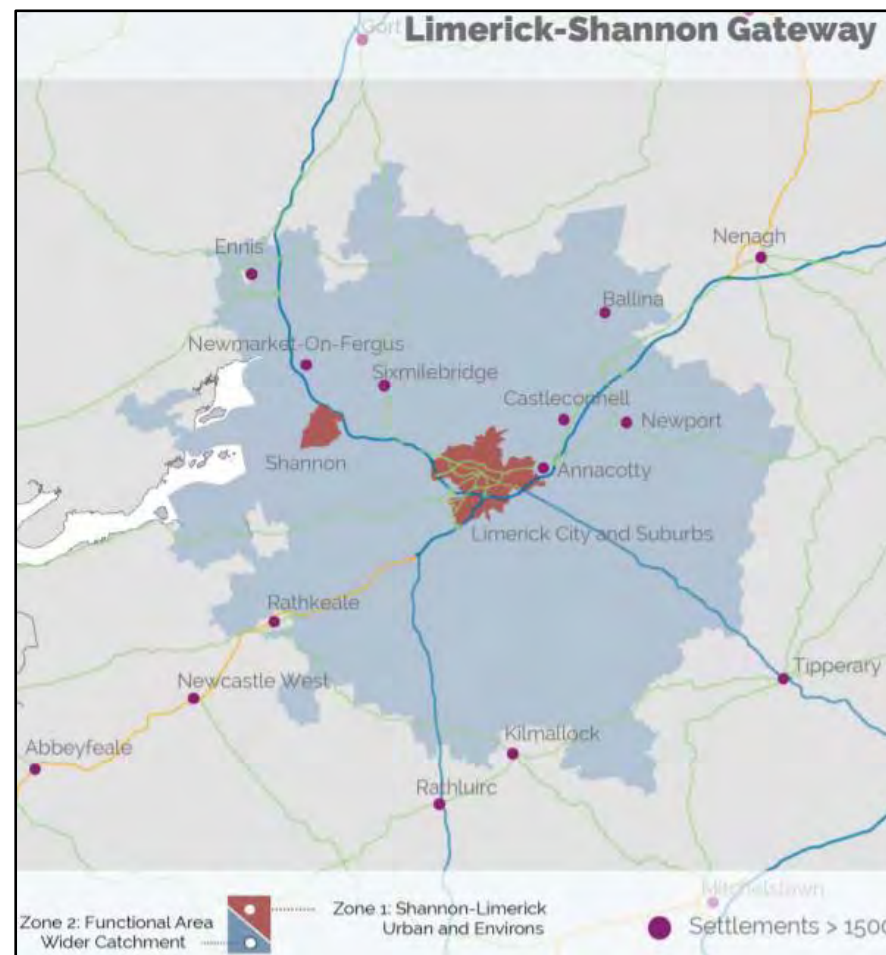 Limerick-Shannon Gateway
Gort
Ennis
Nenagh
Ballina
Newmarket-On-Fergus
Sixmilebridge
Castleconnell
Newport
Shannon
Annacotty
Limerick City and Suburbs
Rathkeale
Tipperary
Newcastle West
Kilmallock
Abbeyfeale
Rathluirc
Mitchelstown
Zone 2: Functional Area
Wider Catchment
Zone 1: Shannon-Limerick
Urban and Environs
Settlements > 1500